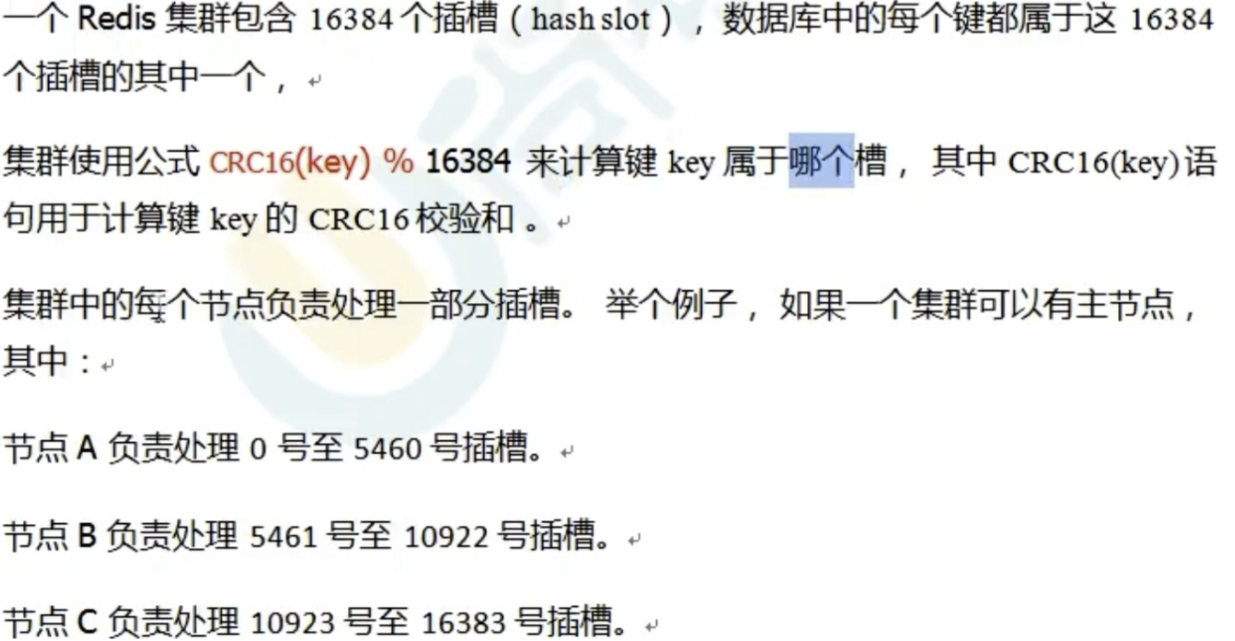 一个 Redis 集群包含 16384 个插槽（hash slot），数据库中的每个键都属于这 16384
个插槽的其中一个，
集群使用公式 CRC16(key) % 16384 来计算键 key 属于哪个槽， 其中 CRC16(key) 语
句用于计算键 key 的 CRC16 校验和 。
集群中的每个节点负责处理一部分插槽。 举个例子， 如果一个集群可以有主节点，
其中：
节点 A 负责处理 0 号至 5460 号插槽。
节点 B 负责处理 5461 号至 10922 号插槽。
节点 C 负责处理 10923 号至 16383 号插槽。